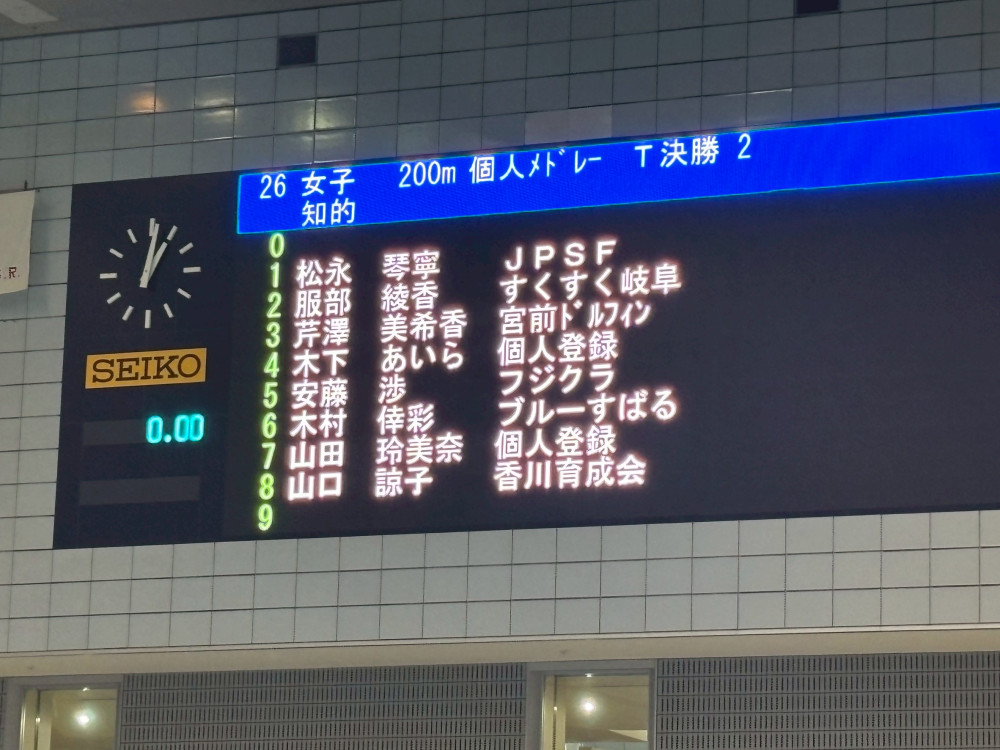 26 女子 200m 個人ﾒﾄﾞﾚｰ T決勝 2
知的
0
1 松永 琴寧 JPSF
2 服部 綾香 すくすく岐阜
3 芹澤 美希香 宮前ﾄﾞﾙﾌｨﾝ
4 木下 あいら 個人登録
5 安藤 渉 フジクラ
6 木村 倖彩 ブルーすばる
7 山田 玲美奈 個人登録
8 山口 諒子 香川育成会
9
SEIKO
0.00